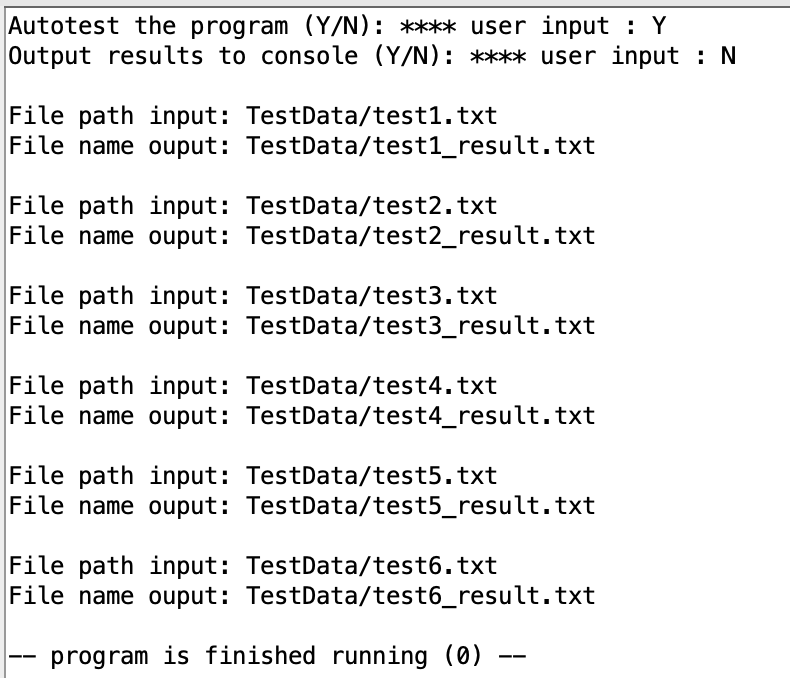 Autotest the program (Y/N): **** user input : Y
Output results to console (Y/N): **** user input : N

File path input: TestData/test1.txt
File name ouput: TestData/test1_result.txt

File path input: TestData/test2.txt
File name ouput: TestData/test2_result.txt

File path input: TestData/test3.txt
File name ouput: TestData/test3_result.txt

File path input: TestData/test4.txt
File name ouput: TestData/test4_result.txt

File path input: TestData/test5.txt
File name ouput: TestData/test5_result.txt

File path input: TestData/test6.txt
File name ouput: TestData/test6_result.txt

-- program is finished running (0) --